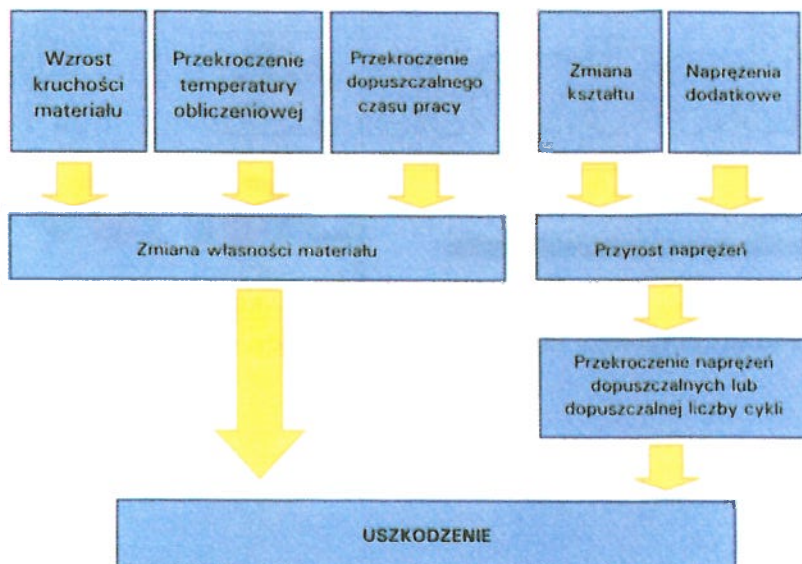 Wzrost
kruchości
materiału
Przekroczenie
temperatury
obliczeniowej
Przekroczenie
dopuszczalnego
czasu pracy
Zmiana
kształtu
Naprężenia
dodatkowe
Zmiana własności materiału
Przyrost naprężeń
Przekroczenie naprężeń
dopuszczalnych lub
dopuszczalnej liczby cykli
USZKODZENIE